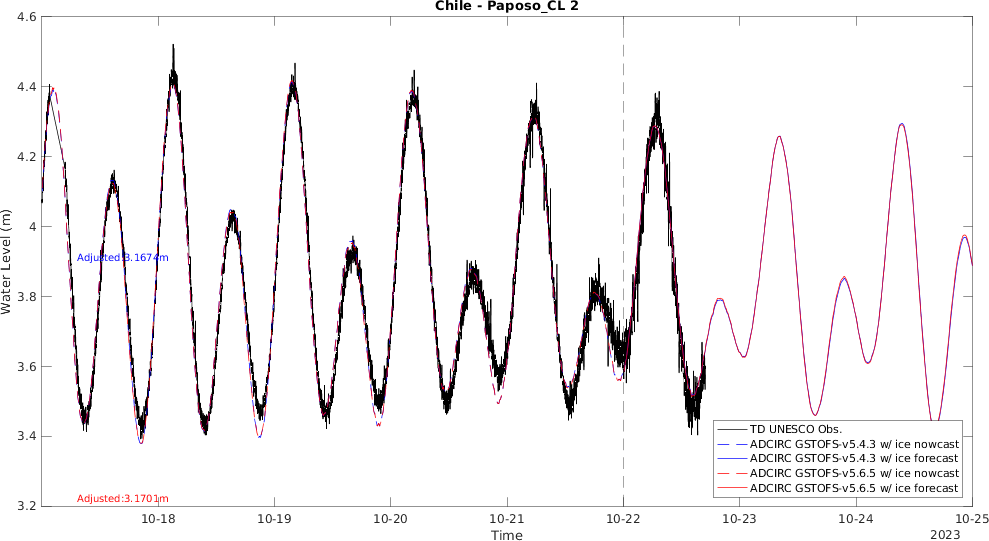 Chile - Paposo_CL 2
4.6
4.4
4.2
4
3.8
3.6
3.4
3.2
Water Level (m)
Adjusted:3.1674m
Adjusted:3.1701m
TD UNESCO Obs.
ADCIRC GSTOFS-v5.4.3 w/ ice nowcast
ADCIRC GSTOFS-v5.4.3 w/ ice forecast
ADCIRC GSTOFS-v5.6.5 w/ ice nowcast
ADCIRC GSTOFS-v5.6.5 w/ ice forecast
10-18 10-19 10-20 10-21 10-22 10-23 10-24 10-25
Time
2023